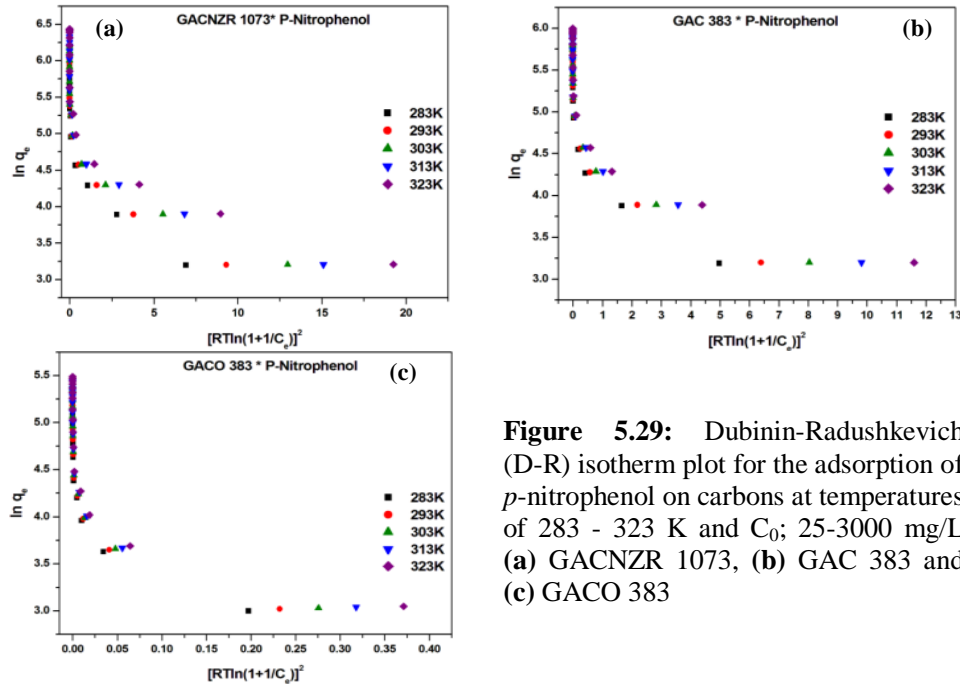 (a)
GACNZR 1073* P-Nitrophenol
6.5
6.0
5.5
5.0
4.5
4.0
3.5
3.0
ln qe
283K
293K
303K
313K
323K
0 5 10 15 20
[RTln(1+1/Ce)]²
GAC 383 * P-Nitrophenol
(b)
6.0
5.5
5.0
4.5
4.0
3.5
3.0
ln qe
283K
293K
303K
313K
323K
0 1 2 3 4 5 6 7 8 9 10 11 12 13
[RTln(1+1/Ce)]²
GACO 383 * P-Nitrophenol
(c)
5.5
5.0
4.5
4.0
3.5
3.0
ln qe
283K
293K
303K
313K
323K
0.00 0.05 0.10 0.15 0.20 0.25 0.30 0.35 0.40
[RTln(1+1/Ce)]²
Figure 5.29: Dubinin-Radushkevich
(D-R) isotherm plot for the adsorption of
p-nitrophenol on carbons at temperatures
of 283 - 323 K and C₀; 25-3000 mg/L
(a) GACNZR 1073, (b) GAC 383 and
(c) GACO 383